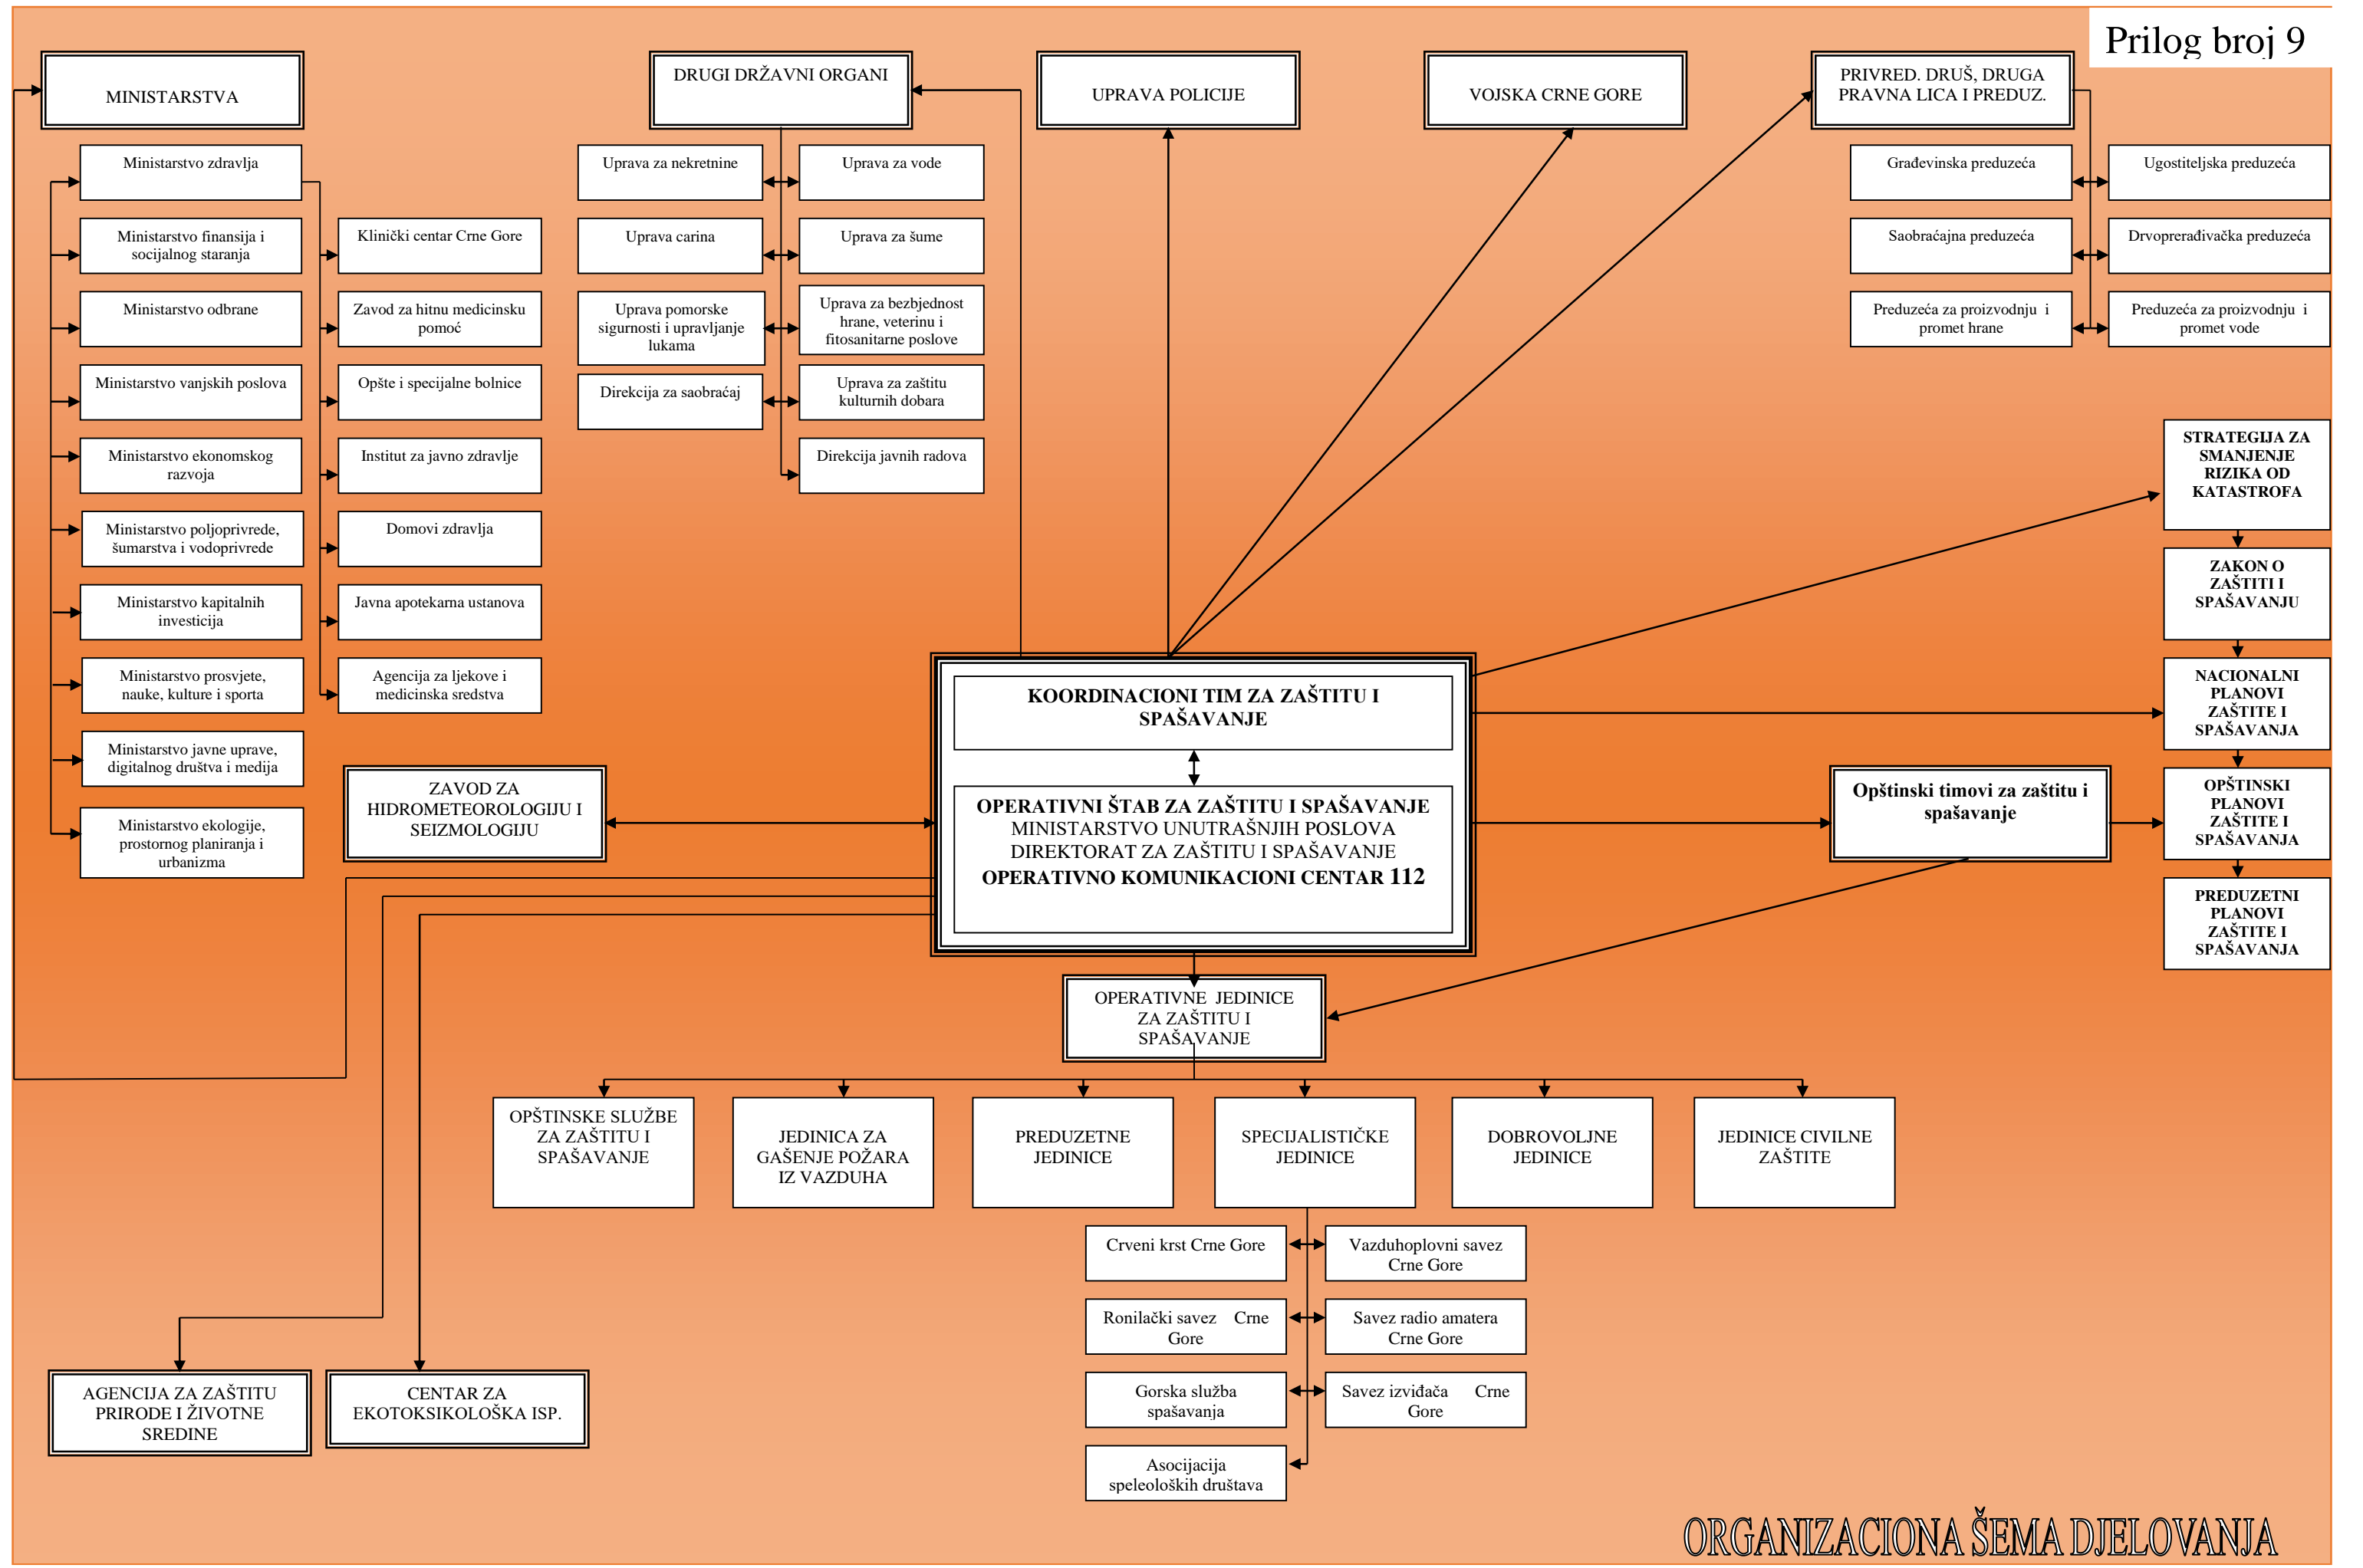 Prilog broj 9
MINISTARSTVA
DRUGI DRŽAVNI ORGANI
UPRAVA POLICIJE
VOJSKA CRNE GORE
PRIVRED. DRUŠ, DRUGA
PRAVNA LICA I PREDUZ.
Ministarstvo zdravlja
Ministarstvo finansija i
socijalnog staranja
Ministarstvo odbrane
Ministarstvo vanjskih poslova
Ministarstvo ekonomskog
razvoja
Ministarstvo poljoprivrede,
šumarstva i vodoprivrede
Ministarstvo kapitalnih
investicija
Ministarstvo prosvjete,
nauke, kulture i sporta
Ministarstvo javne uprave,
digitalnog društva i medija
Ministarstvo ekologije,
prostornog planiranja i
urbanizma
Klinički centar Crne Gore
Zavod za hitnu medicinsku
pomoć
Opšte i specijalne bolnice
Institut za javno zdravlje
Domovi zdravlja
Javna apotekarna ustanova
Agencija za ljekove i
medicinska sredstva
Uprava za nekretnine
Uprava za vode
Uprava carina
Uprava za šume
Uprava pomorske
sigurnosti i upravljanje
lukama
Uprava za bezbjednost
hrane, veterinu i
fitosanitarne poslove
Direkcija za saobraćaj
Uprava za zaštitu
kulturnih dobara
Direkcija javnih radova
Građevinska preduzeća
Ugostiteljska preduzeća
Saobraćajna preduzeća
Drvoprerađivačka preduzeća
Preduzeća za proizvodnju i
promet hrane
Preduzeća za proizvodnju i
promet vode
STRATEGIJA ZA
SMANJENJE
RIZIKA OD
KATASTROFA
ZAKON O
ZAŠTITI I
SPAŠAVANJU
NACIONALNI
PLANOVI
ZAŠTITE I
SPAŠAVANJA
OPŠTINSKI
PLANOVI
ZAŠTITE I
SPAŠAVANJA
PREDUZETNI
PLANOVI
ZAŠTITE I
SPAŠAVANJA
KOORDINACIONI TIM ZA ZAŠTITU I
SPAŠAVANJE
OPERATIVNI ŠTAB ZA ZAŠTITU I SPAŠAVANJE
MINISTARSTVO UNUTRAŠNJIH POSLOVA
DIREKTORAT ZA ZAŠTITU I SPAŠAVANJE
OPERATIVNO KOMUNIKACIONI CENTAR 112
ZAVOD ZA
HIDROMETEOROLOGIJU I
SEIZMOLOGIJU
Opštinski timovi za zaštitu i
spašavanje
OPERATIVNE JEDINICE
ZA ZAŠTITU I
SPAŠAVANJE
OPŠTINSKE SLUŽBE
ZA ZAŠTITU I
SPAŠAVANJE
JEDINICA ZA
GAŠENJE POŽARA
IZ VAZDUHA
PREDUZETNE
JEDINICE
SPECIJALISTIČKE
JEDINICE
DOBROVOLJNE
JEDINICE
JEDINICE CIVILNE
ZAŠTITE
Crveni krst Crne Gore
Vazduhoplovni savez
Crne Gore
Ronilački savez Crne
Gore
Savez radio amatera
Crne Gore
Gorska služba
spašavanja
Savez izviđača Crne
Gore
Asocijacija
speleoloških društava
AGENCIJA ZA ZAŠTITU
PRIRODE I ŽIVOTNE
SREDINE
CENTAR ZA
EKOTOKSIKOLOŠKA ISP.
ORGANIZACIONA ŠEMA DJELOVANJA